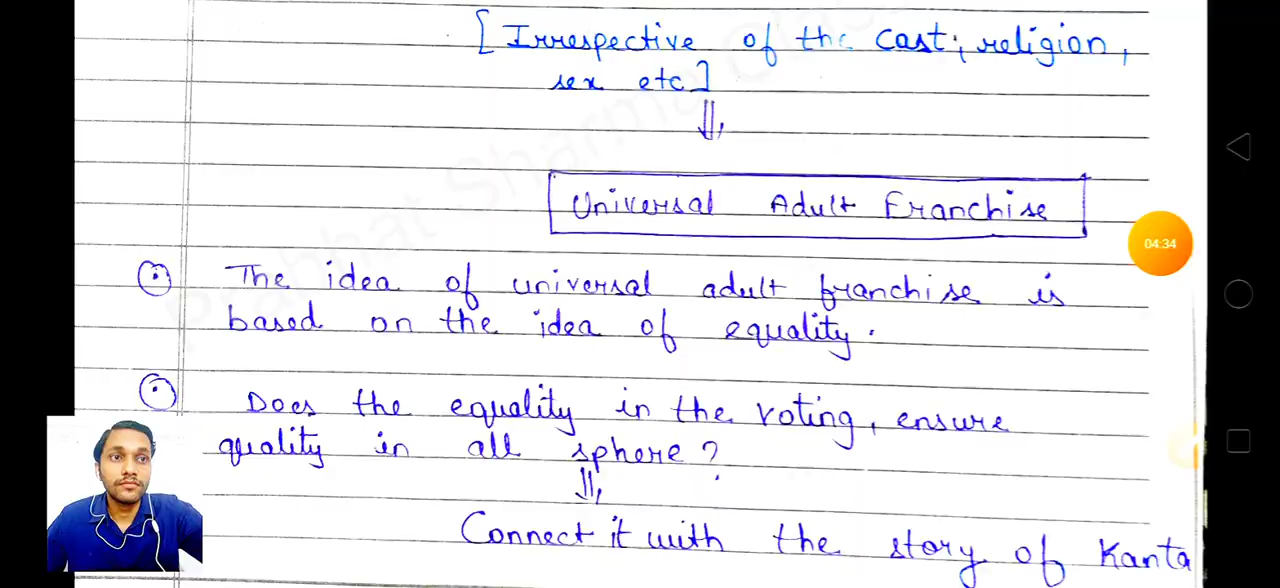 [Irrespective of the cast, religion,
sex etc]
Universal Adult Franchise
04:34
The idea of universal adult franchise is
based on the idea of equality.
Does the equality in the voting, ensure
quality in all sphere?
Connect it with the story of Kanta